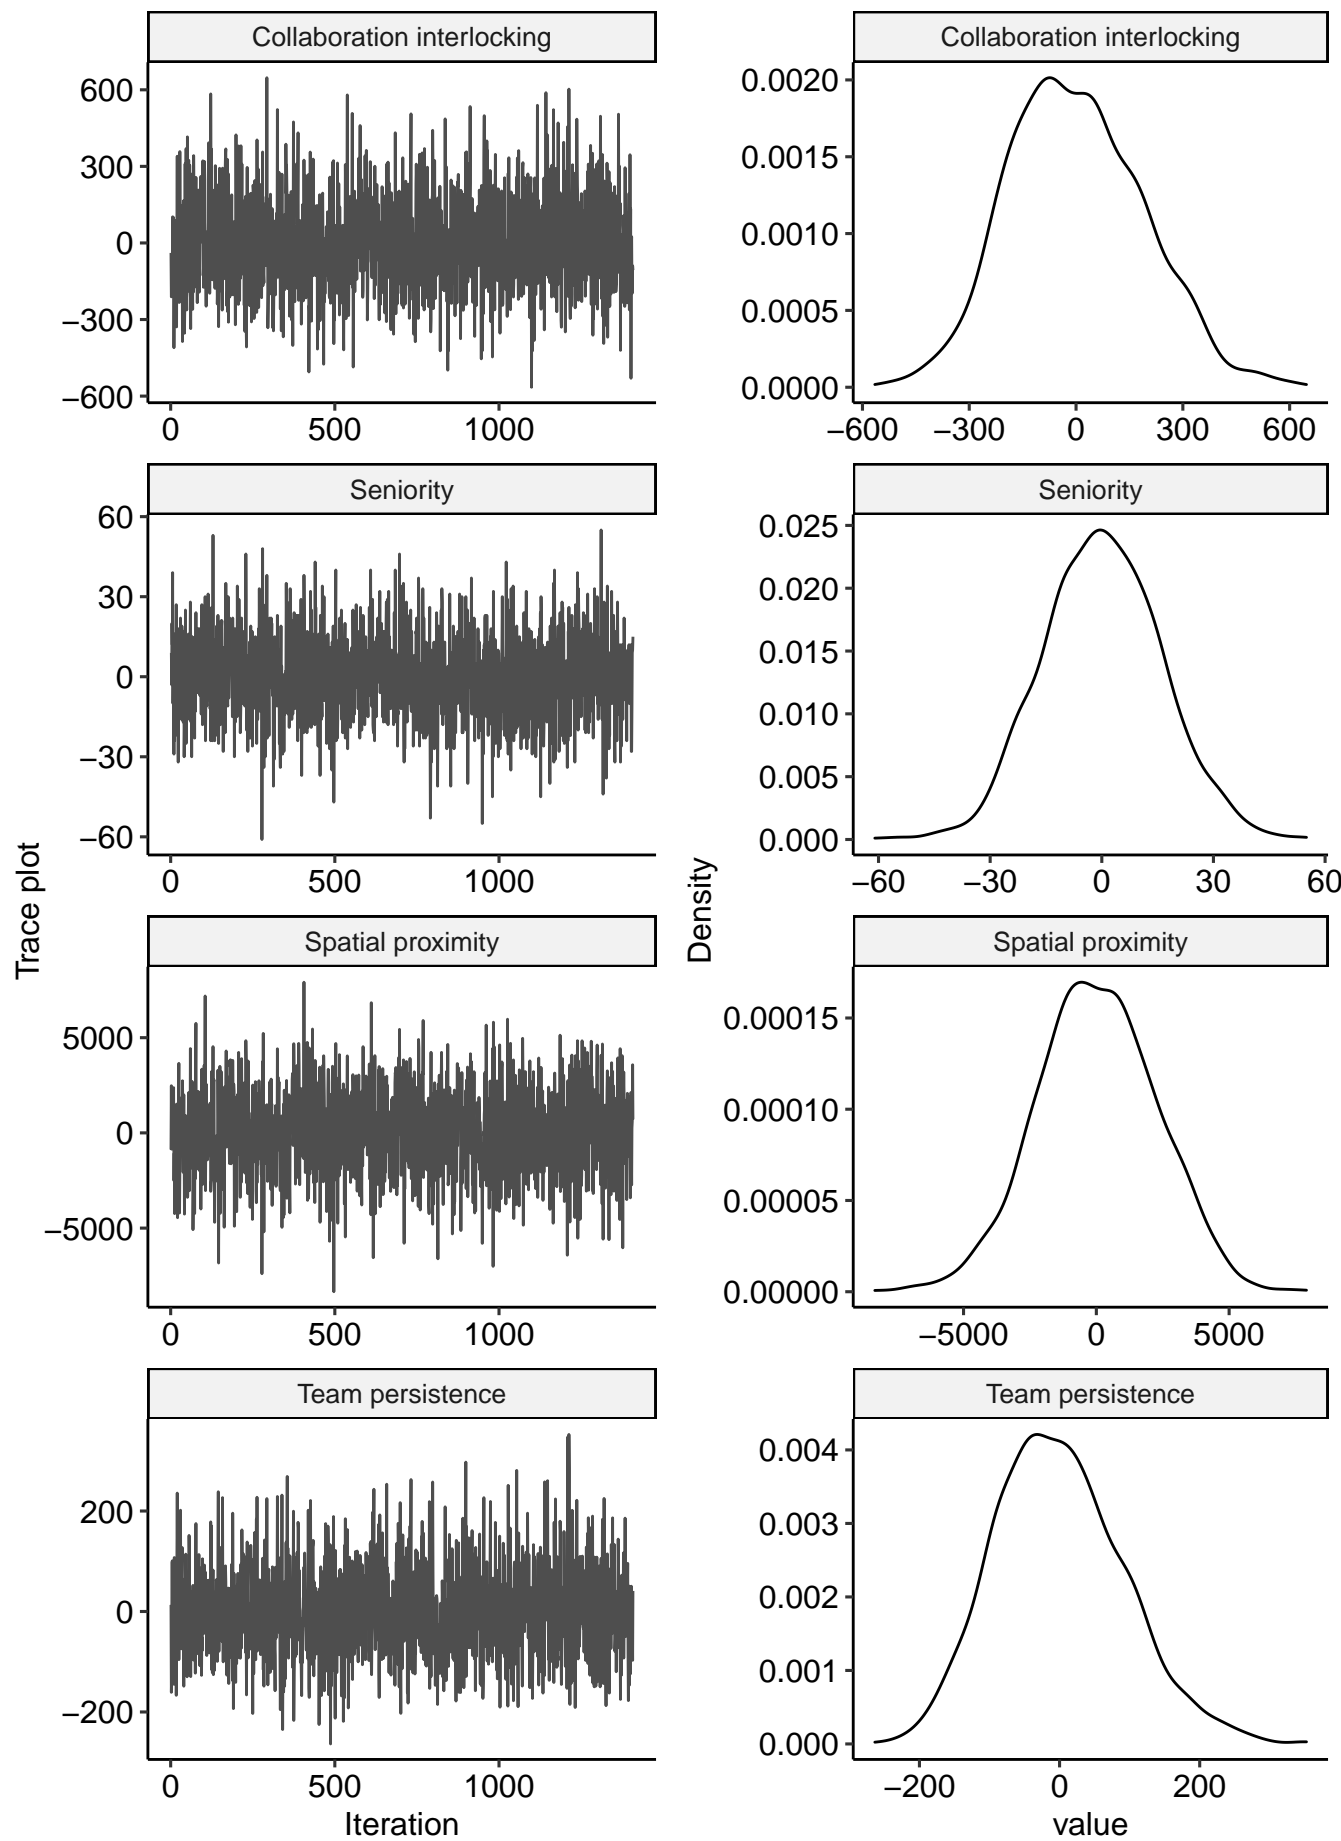 Collaboration interlocking
Collaboration interlocking
600
300
0
−300
−600
0 500 1000
0.0020
0.0015
0.0010
0.0005
0.0000
−600 −300 0 300 600
Seniority
Seniority
60
30
0
−30
−60
0 500 1000
0.025
0.020
0.015
0.010
0.005
0.000
−60 −30 0 30 60
Trace plot
Density
Spatial proximity
Spatial proximity
5000
0
−5000
0 500 1000
0.00015
0.00010
0.00005
0.00000
−5000 0 5000
Team persistence
Team persistence
200
0
−200
0 500 1000
0.004
0.003
0.002
0.001
0.000
−200 0 200
Iteration
value